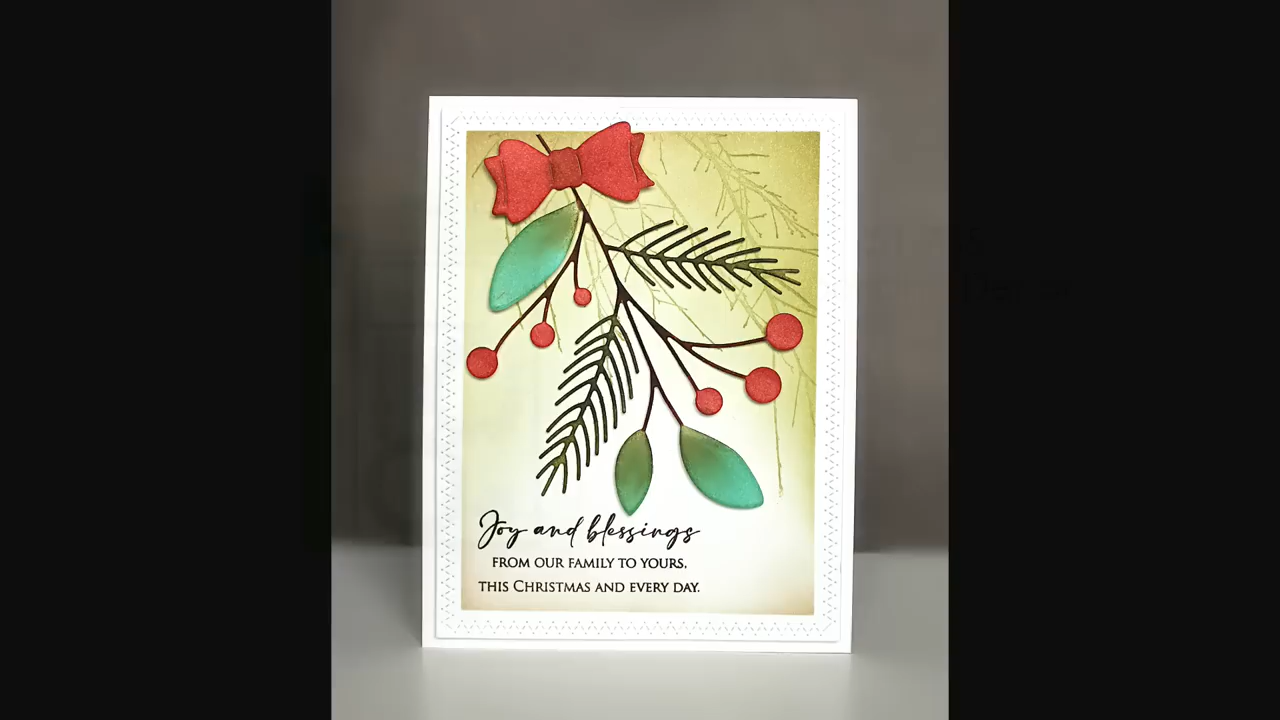 Joy and blessings
FROM OUR FAMILY TO YOURS,
THIS CHRISTMAS AND EVERY DAY.